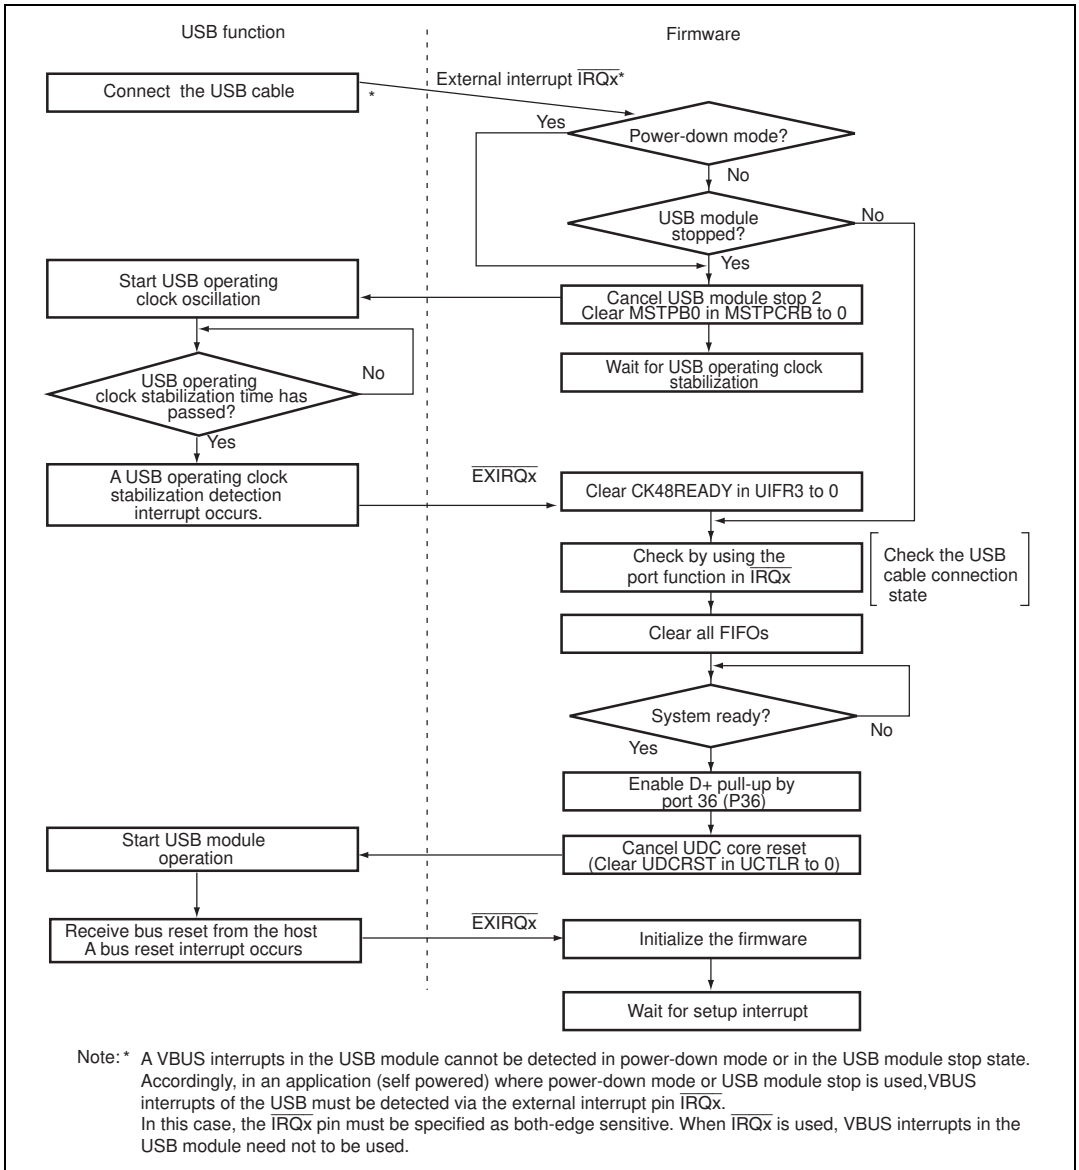 USB function
Firmware
Connect the USB cable
*
External interrupt IRQx*
Power-down mode?
Yes
No
USB module
stopped?
No
Yes
Start USB operating
clock oscillation
Cancel USB module stop 2
Clear MSTPB0 in MSTPCRB to 0
Wait for USB operating clock
stabilization
USB operating
clock stabilization time has
passed?
No
Yes
A USB operating clock
stabilization detection
interrupt occurs.
EXIRQx
Clear CK48READY in UIFR3 to 0
Check by using the
port function in IRQx
Check the USB
cable connection
state
Clear all FIFOs
System ready?
No
Yes
Enable D+ pull-up by
port 36 (P36)
Start USB module
operation
Cancel UDC core reset
(Clear UDCRST in UCTLR to 0)
Receive bus reset from the host
A bus reset interrupt occurs
EXIRQx
Initialize the firmware
Wait for setup interrupt
Note: * A VBUS interrupts in the USB module cannot be detected in power-down mode or in the USB module stop state.
Accordingly, in an application (self powered) where power-down mode or USB module stop is used,VBUS
interrupts of the USB must be detected via the external interrupt pin IRQx.
In this case, the IRQx pin must be specified as both-edge sensitive. When IRQx is used, VBUS interrupts in the
USB module need not to be used.